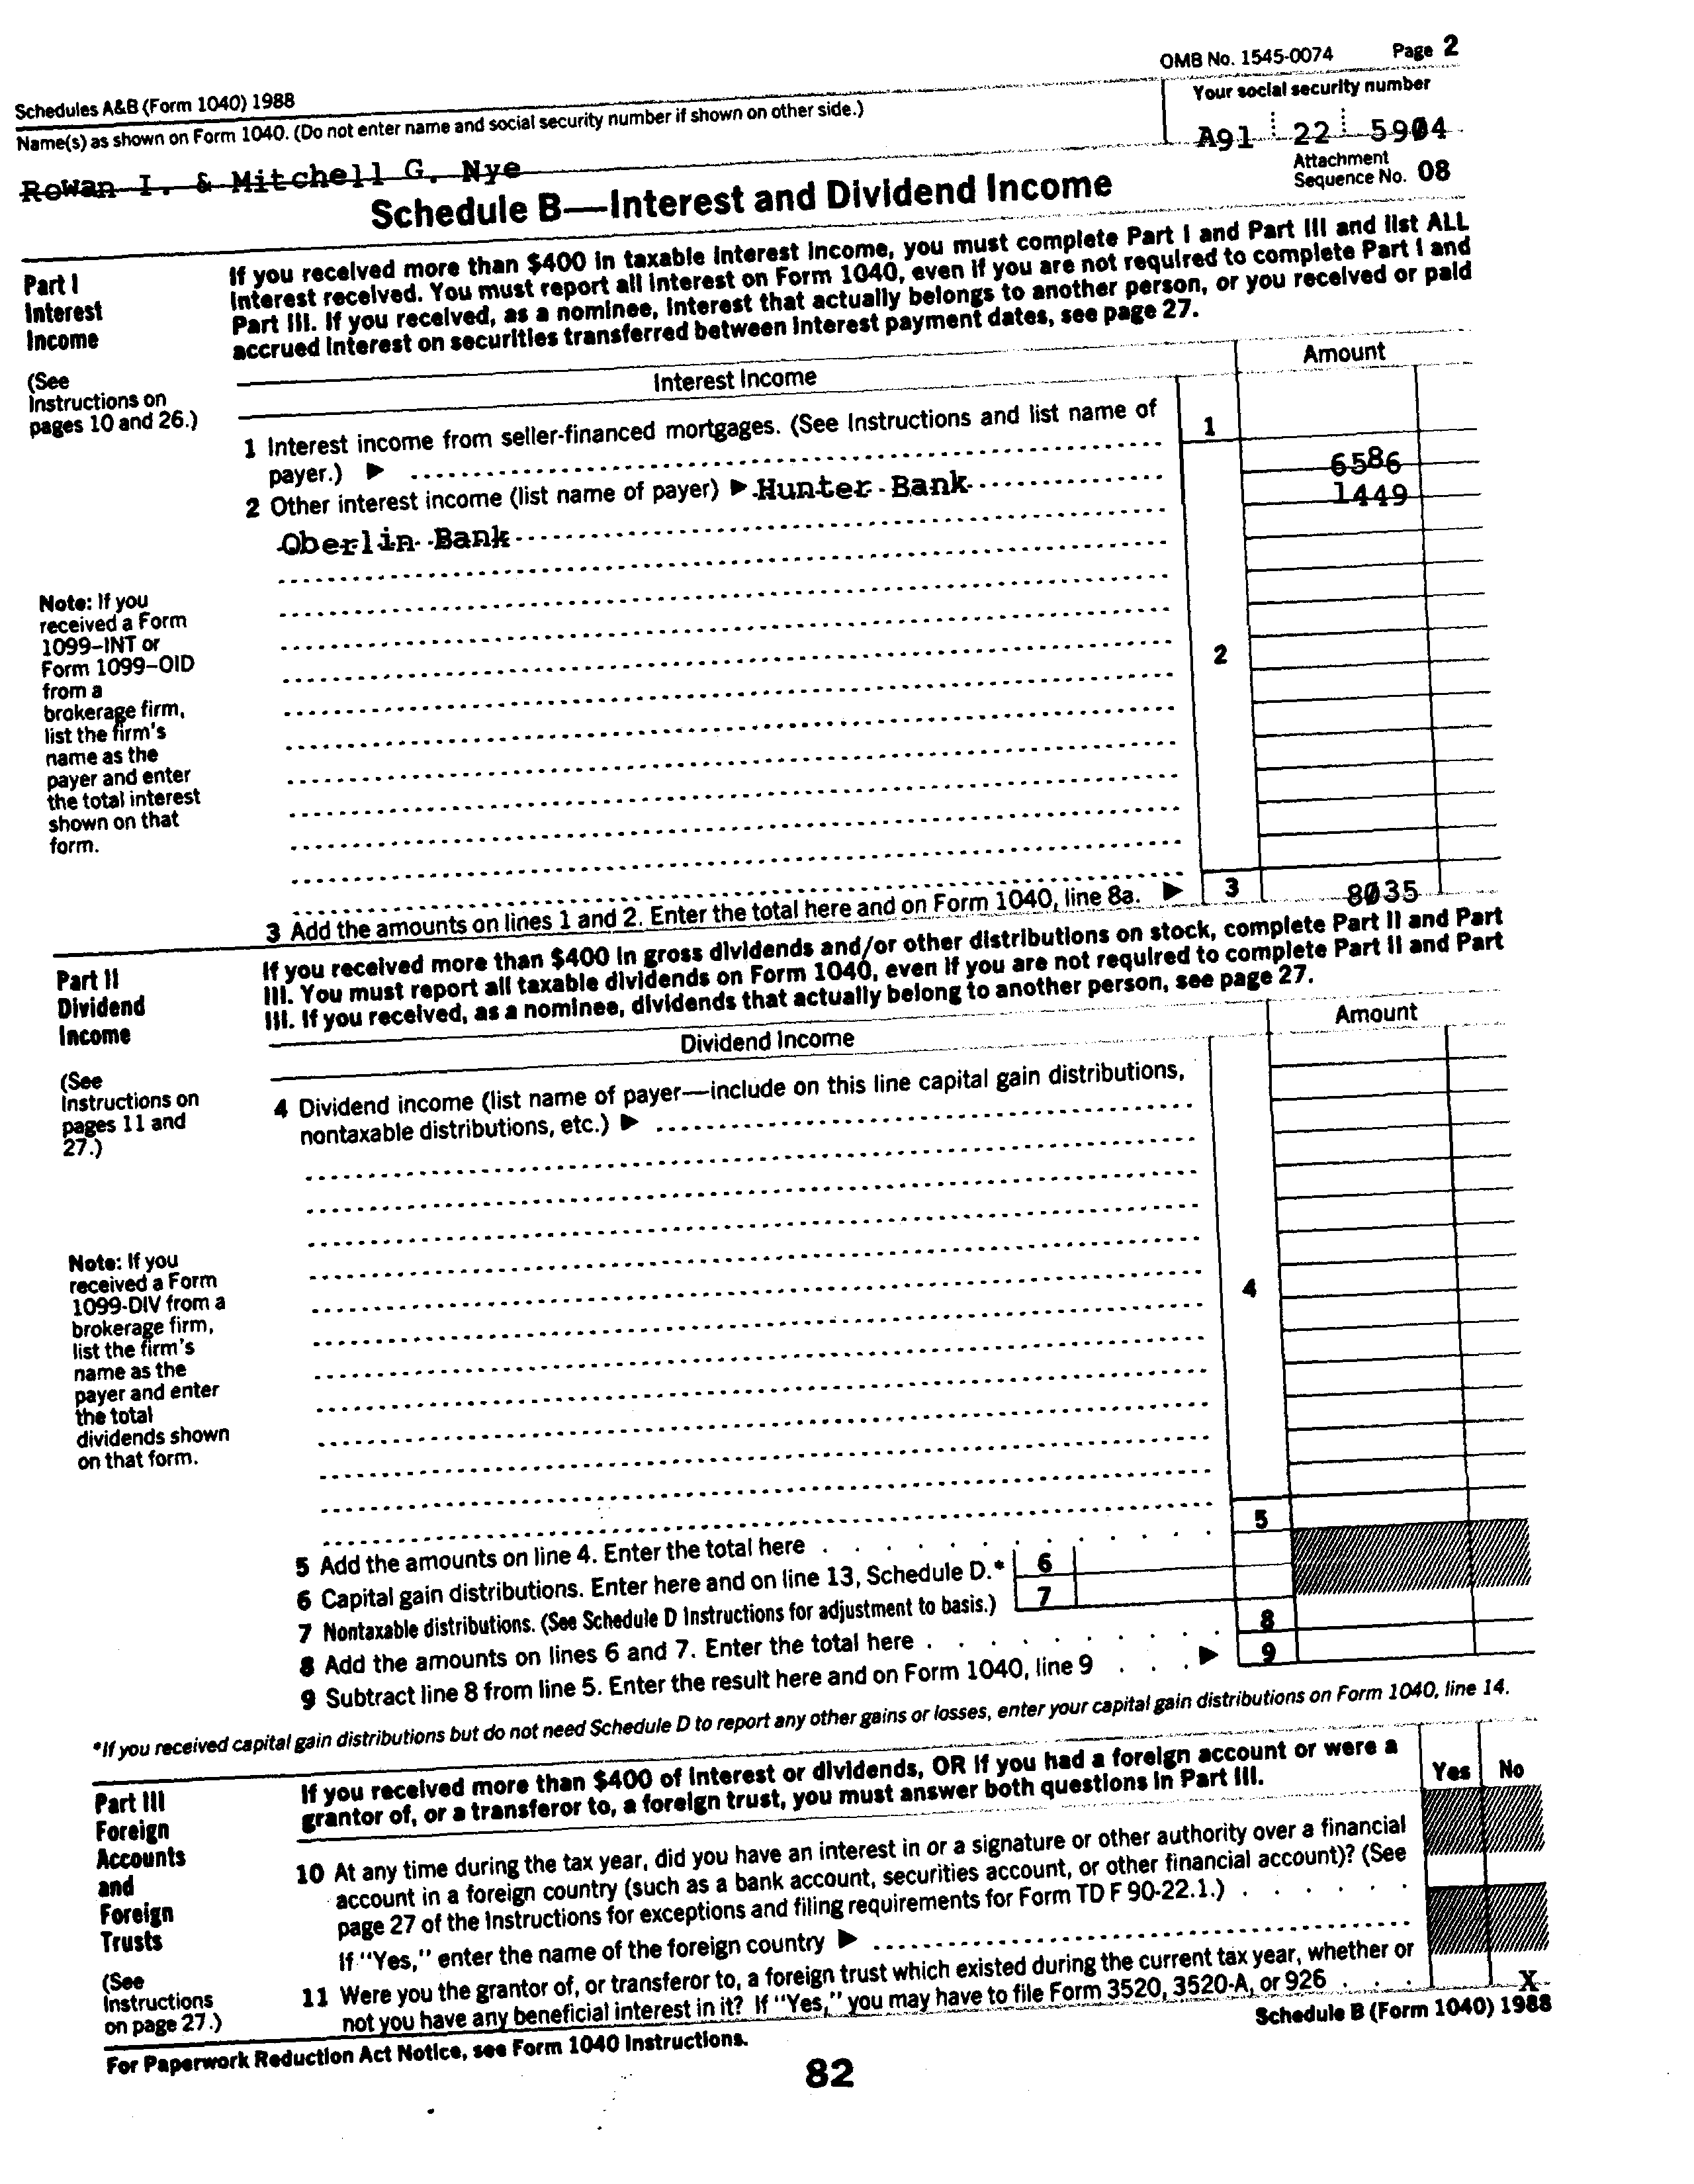 OMB No. 1545-0074 Page 2
Schedules A&B (Form 1040) 1988
Name(s) as shown on Form 1040. (Do not enter name and social security number if shown on other side.)
Your social security number
Rowan I. & Mitchell G. Nye
A91 22 5904
Attachment
Sequence No. 08
Schedule B—Interest and Dividend Income
Part I
Interest
Income
(See
Instructions on
pages 10 and 26.)
If you received more than $400 in taxable interest income, you must complete Part I and Part III and list ALL
interest received. You must report all interest on Form 1040, even if you are not required to complete Part I and
Part III. If you received, as a nominee, interest that actually belongs to another person, or you received or paid
accrued interest on securities transferred between interest payment dates, see page 27.
Interest Income
Amount
1 Interest income from seller-financed mortgages. (See Instructions and list name of
payer.) ▶
1
2 Other interest income (list name of payer) ▶ Hunter Bank
6586
Oberlin Bank
1449
Note: If you
received a Form
1099–INT or
Form 1099–OID
from a
brokerage firm,
list the firm's
name as the
payer and enter
the total interest
shown on that
form.
2
3 Add the amounts on lines 1 and 2. Enter the total here and on Form 1040, line 8a. ▶ 3 8035
Part II
Dividend
Income
(See
Instructions on
pages 11 and
27.)
If you received more than $400 in gross dividends and/or other distributions on stock, complete Part II and Part
III. You must report all taxable dividends on Form 1040, even if you are not required to complete Part II and Part
III. If you received, as a nominee, dividends that actually belong to another person, see page 27.
Dividend Income
Amount
4 Dividend income (list name of payer—include on this line capital gain distributions,
nontaxable distributions, etc.) ▶
Note: If you
received a Form
1099-DIV from a
brokerage firm,
list the firm's
name as the
payer and enter
the total
dividends shown
on that form.
4
5 Add the amounts on line 4. Enter the total here . . . . . . . . . . 5
6 Capital gain distributions. Enter here and on line 13, Schedule D.* 6
7 Nontaxable distributions. (See Schedule D Instructions for adjustment to basis.) 7
8 Add the amounts on lines 6 and 7. Enter the total here . . . . . . . . . . 8
9 Subtract line 8 from line 5. Enter the result here and on Form 1040, line 9 . . . ▶ 9
*If you received capital gain distributions but do not need Schedule D to report any other gains or losses, enter your capital gain distributions on Form 1040, line 14.
Part III
Foreign
Accounts
and
Foreign
Trusts
(See
Instructions
on page 27.)
If you received more than $400 of interest or dividends, OR if you had a foreign account or were a
grantor of, or a transferor to, a foreign trust, you must answer both questions in Part III.
Yes No
10 At any time during the tax year, did you have an interest in or a signature or other authority over a financial
account in a foreign country (such as a bank account, securities account, or other financial account)? (See
page 27 of the Instructions for exceptions and filing requirements for Form TD F 90-22.1.) . . . . . .
If "Yes," enter the name of the foreign country ▶
11 Were you the grantor of, or transferor to, a foreign trust which existed during the current tax year, whether or
not you have any beneficial interest in it? If "Yes," you may have to file Form 3520, 3520-A, or 926 . . . X
For Paperwork Reduction Act Notice, see Form 1040 Instructions.
Schedule B (Form 1040) 1988
82